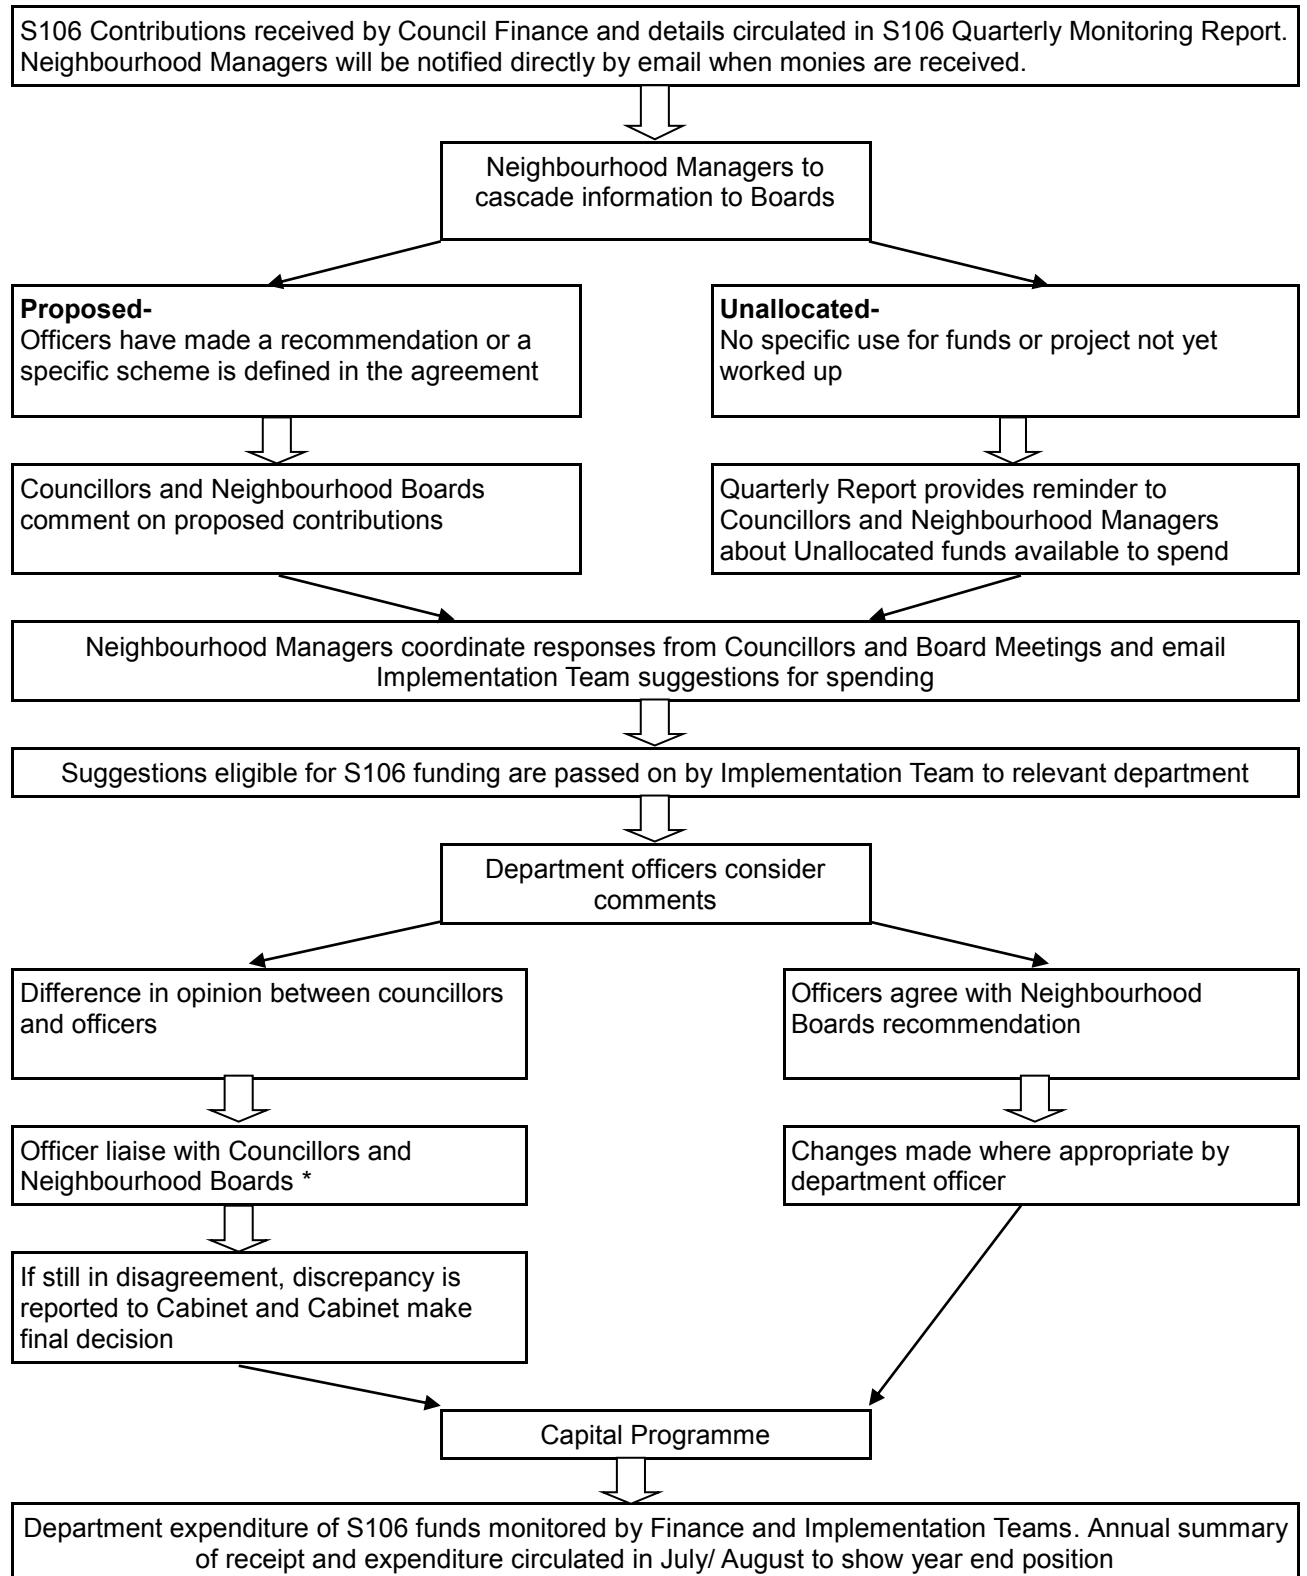 S106 Contributions received by Council Finance and details circulated in S106 Quarterly Monitoring Report.
Neighbourhood Managers will be notified directly by email when monies are received.
Neighbourhood Managers to
cascade information to Boards
Proposed-
Officers have made a recommendation or a
specific scheme is defined in the agreement
Unallocated-
No specific use for funds or project not yet
worked up
Councillors and Neighbourhood Boards
comment on proposed contributions
Quarterly Report provides reminder to
Councillors and Neighbourhood Managers
about Unallocated funds available to spend
Neighbourhood Managers coordinate responses from Councillors and Board Meetings and email
Implementation Team suggestions for spending
Suggestions eligible for S106 funding are passed on by Implementation Team to relevant department
Department officers consider
comments
Difference in opinion between councillors
and officers
Officers agree with Neighbourhood
Boards recommendation
Officer liaise with Councillors and
Neighbourhood Boards *
Changes made where appropriate by
department officer
If still in disagreement, discrepancy is
reported to Cabinet and Cabinet make
final decision
Capital Programme
Department expenditure of S106 funds monitored by Finance and Implementation Teams. Annual summary
of receipt and expenditure circulated in July/ August to show year end position